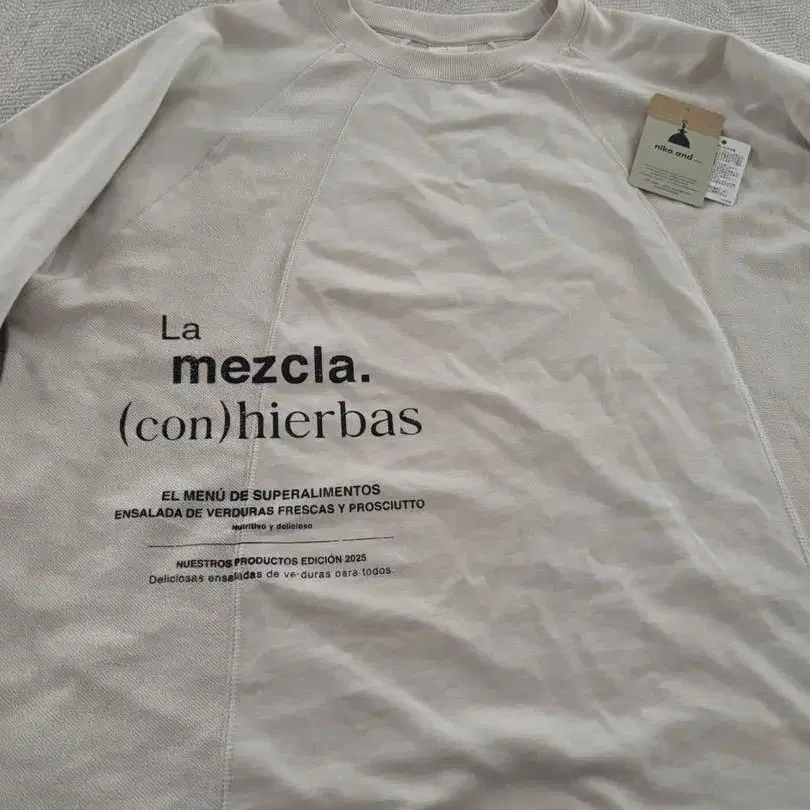 niko and ...
La
mezcla.
(con)hierbas
EL MENÚ DE SUPERALIMENTOS
ENSALADA DE VERDURAS FRESCAS Y PROSCIUTTO
Nutritivo y delicioso
NUESTROS PRODUCTOS EDICIÓN 2025
Deliciosas ensaladas de verduras para todos.